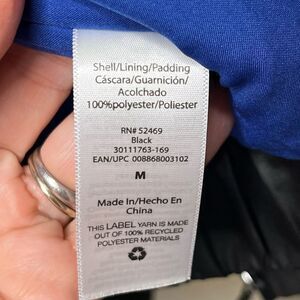 Shell/Lining/Padding
Cáscara/Guarnición/
Acolchado
100%polyester/Poliester
RN# 52469
Black
30111763-169
EAN/UPC 008868003102
M
Made In/Hecho En
China
THIS LABEL YARN IS MADE
OUT OF 100% RECYCLED
POLYESTER MATERIALS